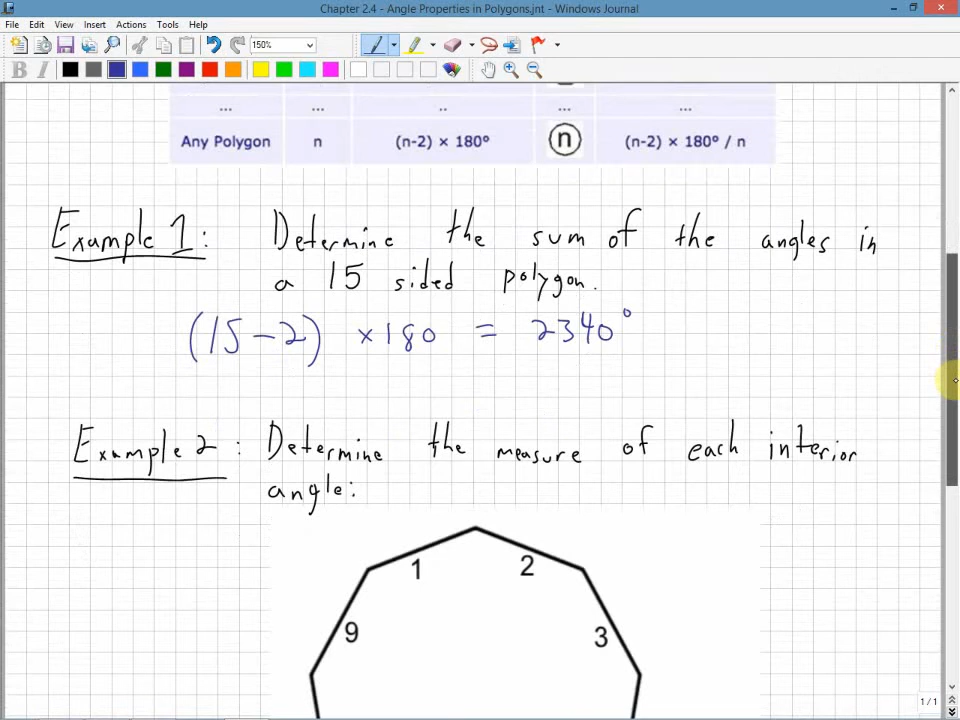 Chapter 2.4 - Angle Properties in Polygons.jnt - Windows Journal
File Edit View Insert Actions Tools Help
150%
B I
... ... .. ... ...
Any Polygon n (n-2) × 180° n (n-2) × 180° / n
Example 1: Determine the sum of the angles in
a 15 sided polygon.
(15-2) ×180 = 2340°
Example 2: Determine the measure of each interior
angle:
1 2
9 3
1 / 1